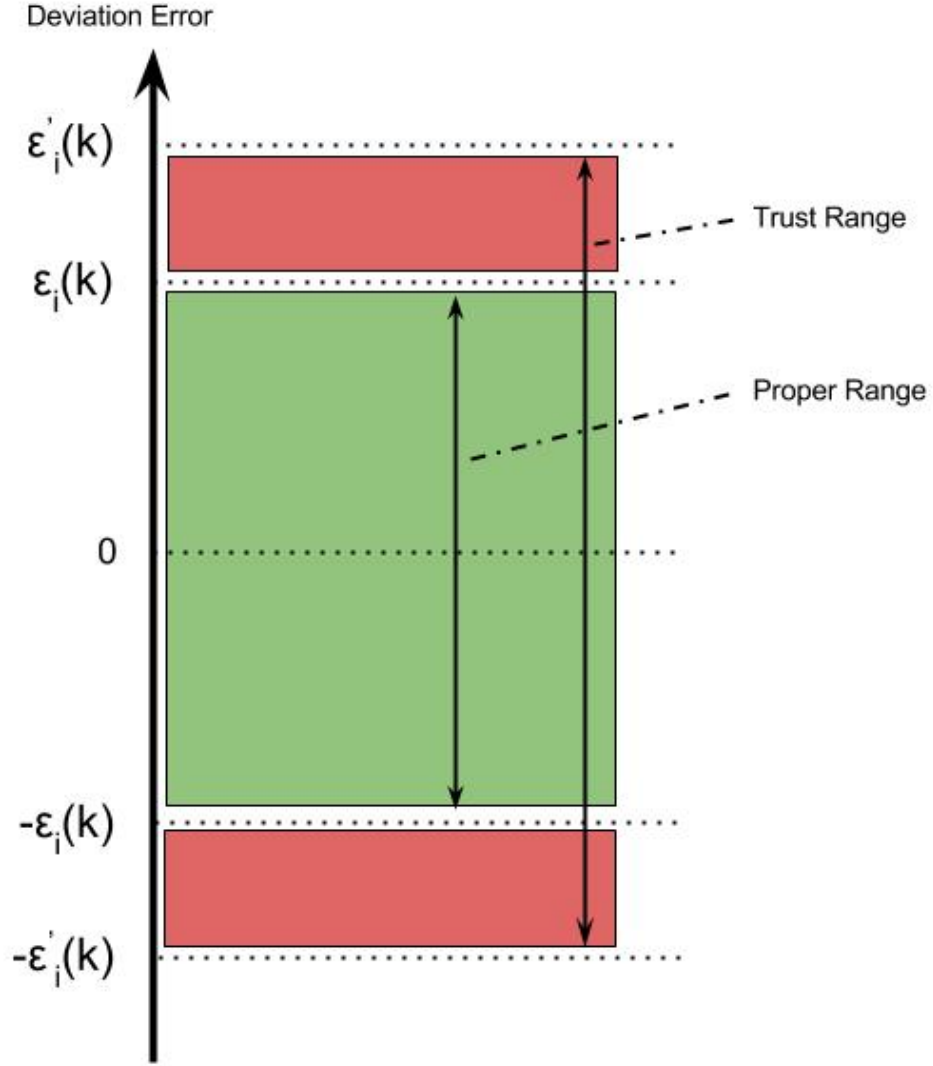 Deviation Error
ε'ᵢ(k)
Trust Range
εᵢ(k)
Proper Range
0
-εᵢ(k)
-ε'ᵢ(k)